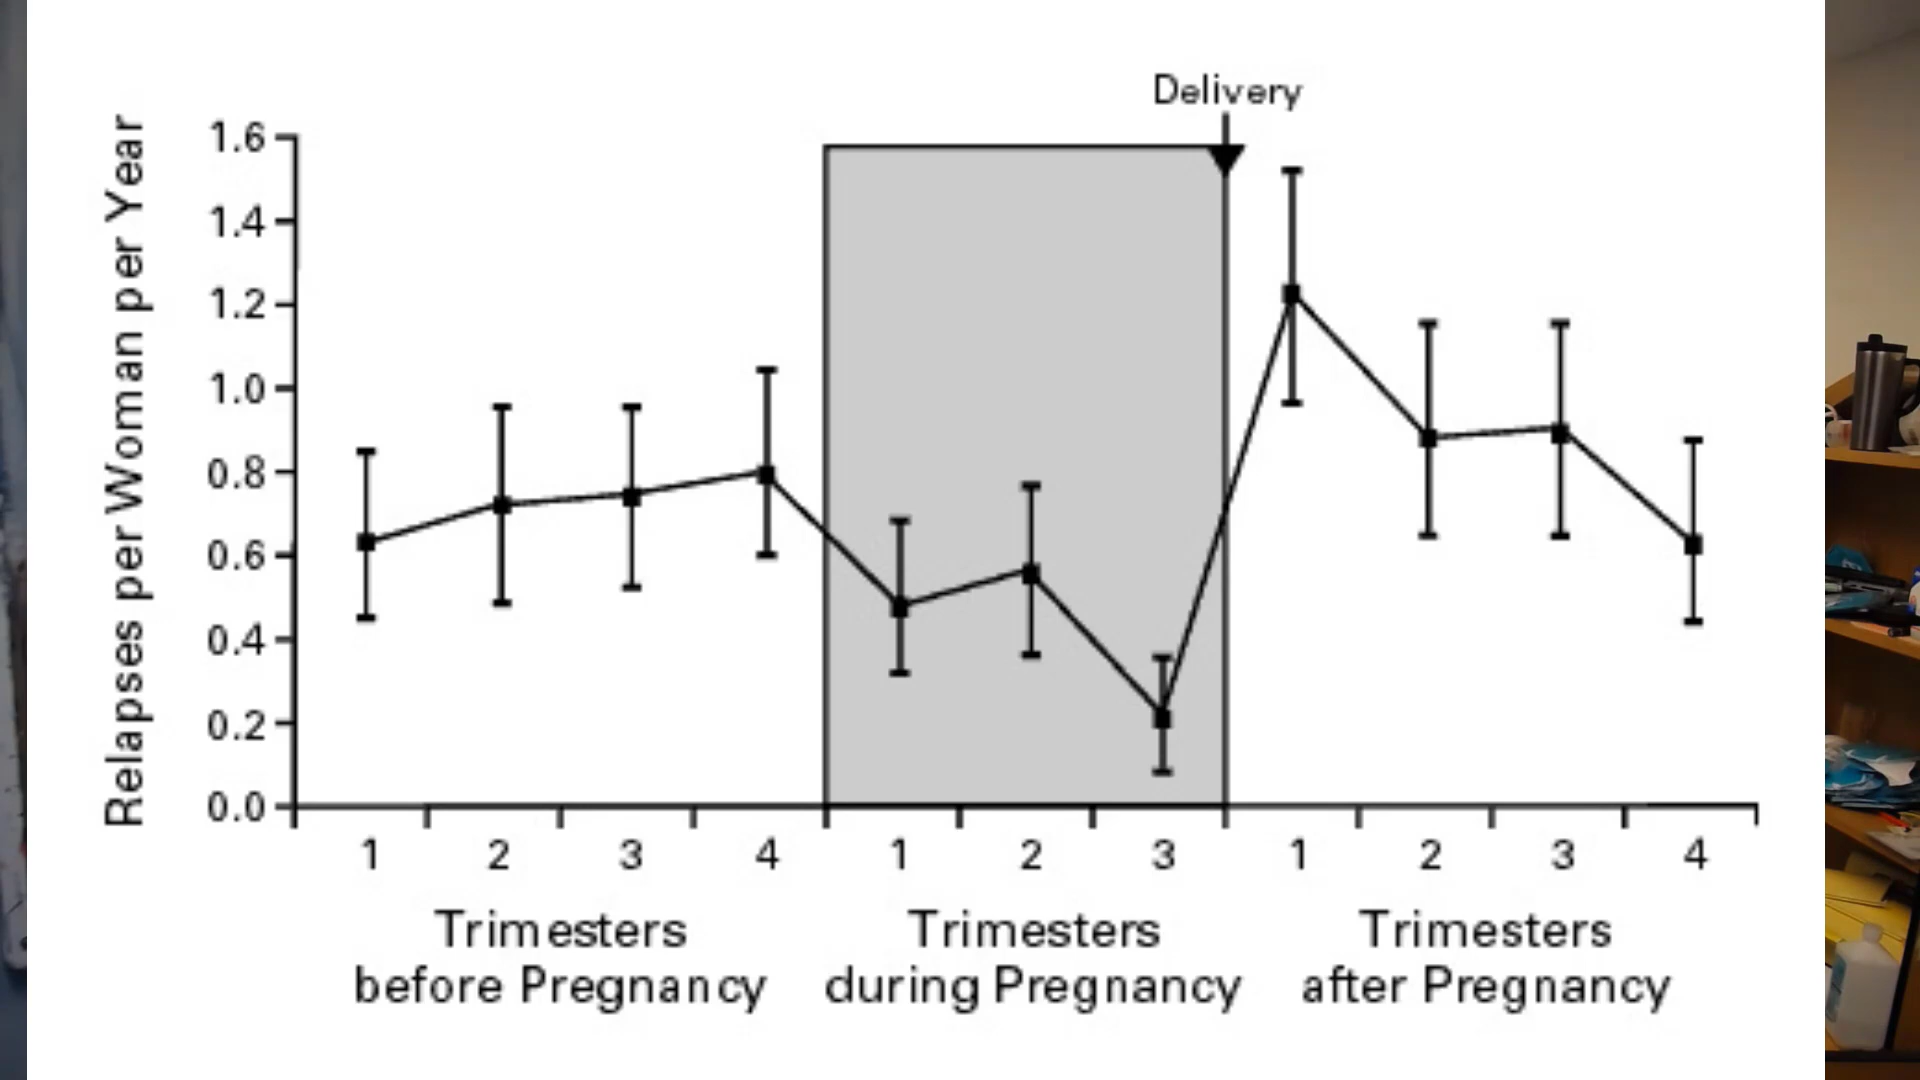 Delivery
Relapses per Woman per Year
1.6
1.4
1.2
1.0
0.8
0.6
0.4
0.2
0.0
1 2 3 4 1 2 3 1 2 3 4
Trimesters
before Pregnancy
Trimesters
during Pregnancy
Trimesters
after Pregnancy